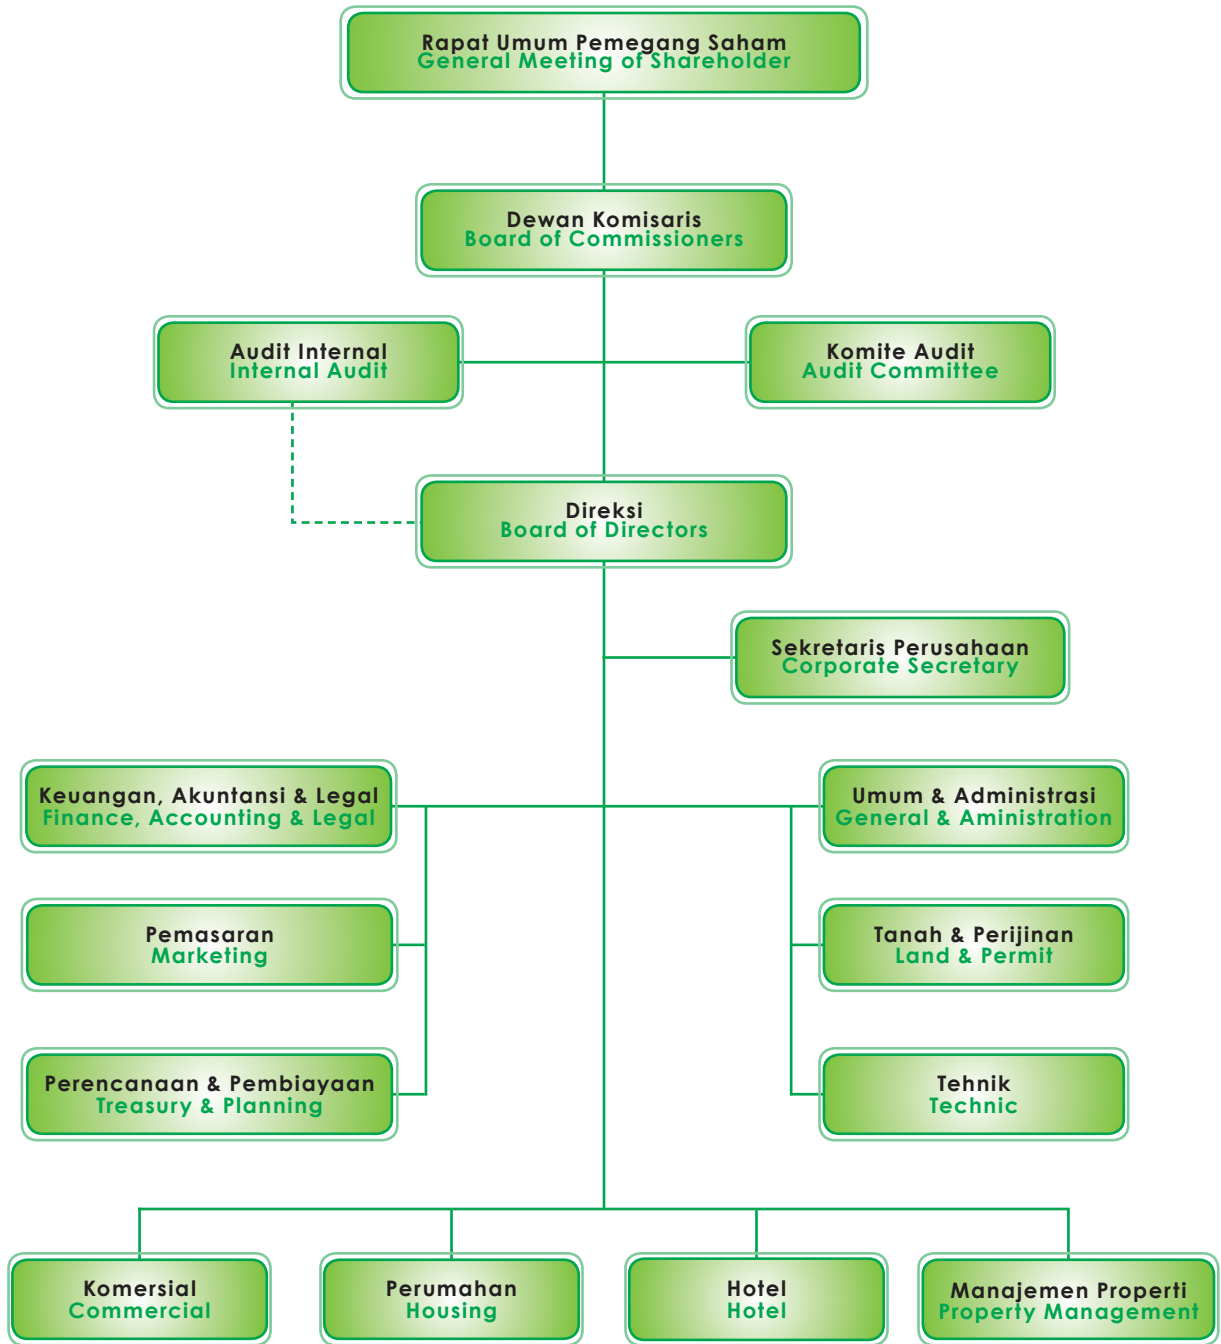 Rapat Umum Pemegang Saham
General Meeting of Shareholder
Dewan Komisaris
Board of Commissioners
Audit Internal
Internal Audit
Komite Audit
Audit Committee
Direksi
Board of Directors
Sekretaris Perusahaan
Corporate Secretary
Keuangan, Akuntansi & Legal
Finance, Accounting & Legal
Umum & Administrasi
General & Aministration
Pemasaran
Marketing
Tanah & Perijinan
Land & Permit
Perencanaan & Pembiayaan
Treasury & Planning
Tehnik
Technic
Komersial
Commercial
Perumahan
Housing
Hotel
Hotel
Manajemen Properti
Property Management